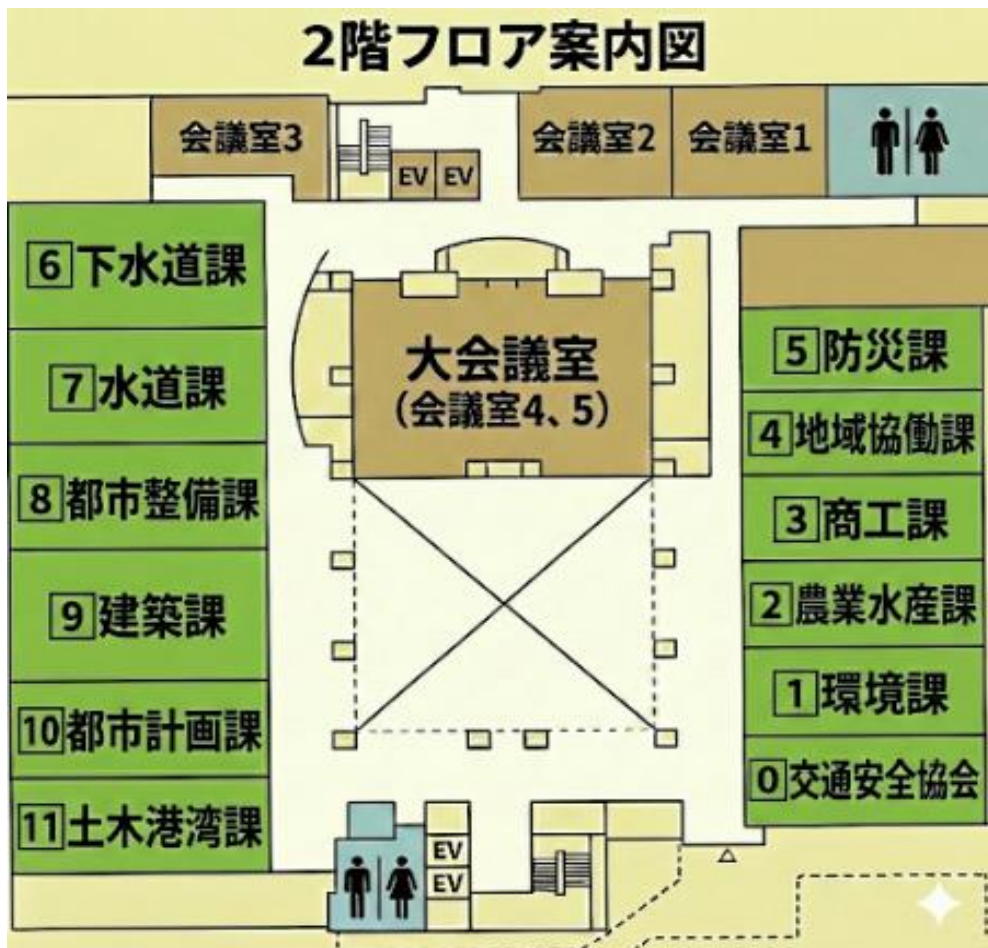 2階フロア案内図
会議室3
会議室2
会議室1
EV EV
6 下水道課
7 水道課
8 都市整備課
9 建築課
10 都市計画課
11 土木港湾課
大会議室
(会議室4、5)
5 防災課
4 地域協働課
3 商工課
2 農業水産課
1 環境課
0 交通安全協会
EV
EV